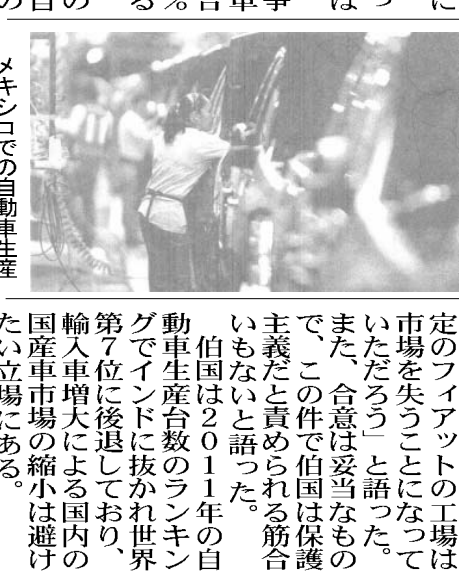 メキシコでの自動車生産
定のフィアットの工場は
市場を失うことになって
いただろう」と語った。
また、合意は妥当なもの
で、この件で伯国は保護
主義だと責められる筋合
いもないと語った。
伯国は2011年の自
動車生産台数のランキン
グでインドに抜かれ世界
第7位に後退しており、
輸入車増大による国内の
国産車市場の縮小は避け
たい立場にある。